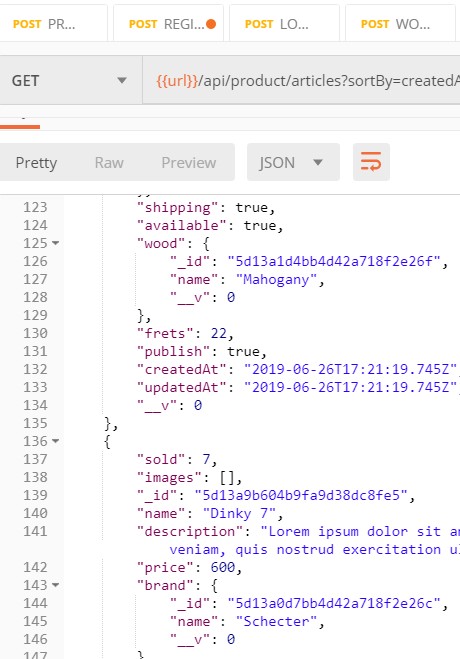 POST PR...
POST REGI...
POST LO...
POST WO...
GET
{{url}}/api/product/articles?sortBy=createdA
Pretty Raw Preview JSON
123 "shipping": true,
124 "available": true,
125 "wood": {
126 "_id": "5d13a1d4bb4d42a718f2e26f",
127 "name": "Mahogany",
128 "__v": 0
129 },
130 "frets": 22,
131 "publish": true,
132 "createdAt": "2019-06-26T17:21:19.745Z",
133 "updatedAt": "2019-06-26T17:21:19.745Z",
134 "__v": 0
135 },
136 {
137 "sold": 7,
138 "images": [],
139 "_id": "5d13a9b604b9fa9d38dc8fe5",
140 "name": "Dinky 7",
141 "description": "Lorem ipsum dolor sit am
veniam, quis nostrud exercitation ul
142 "price": 600,
143 "brand": {
144 "_id": "5d13a0d7bb4d42a718f2e26c",
145 "name": "Schecter",
146 "__v": 0
147 },